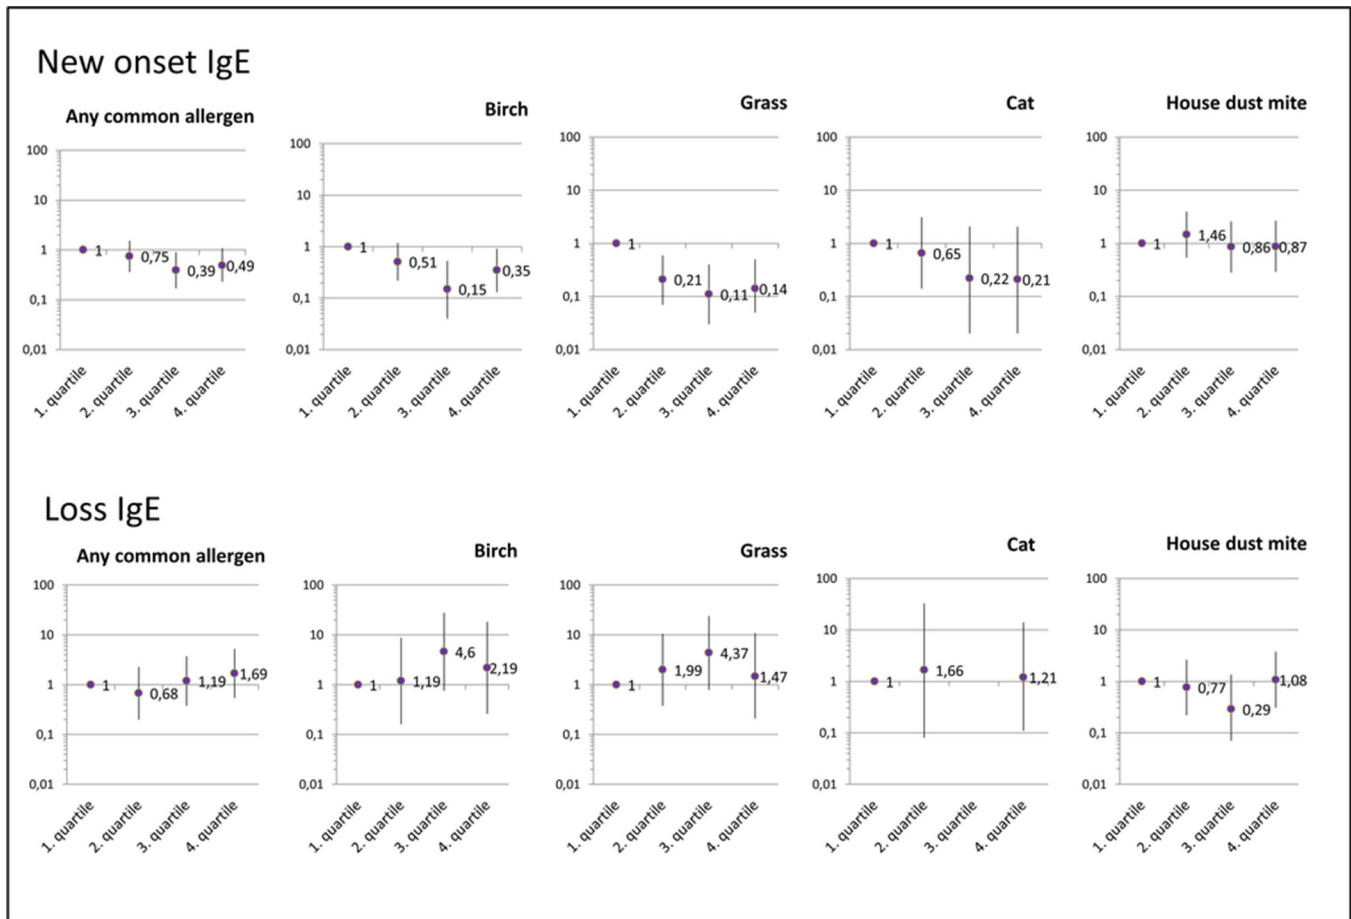 New onset IgE
Any common allergen
100
10
1
0,1
0,01
1
0,75
0,39
0,49
1. quartile
2. quartile
3. quartile
4. quartile
Birch
100
10
1
0,1
0,01
1
0,51
0,15
0,35
1. quartile
2. quartile
3. quartile
4. quartile
Grass
100
10
1
0,1
0,01
1
0,21
0,11
0,14
1. quartile
2. quartile
3. quartile
4. quartile
Cat
100
10
1
0,1
0,01
1
0,65
0,22
0,21
1. quartile
2. quartile
3. quartile
4. quartile
House dust mite
100
10
1
0,1
0,01
1
1,46
0,86
0,87
1. quartile
2. quartile
3. quartile
4. quartile
Loss IgE
Any common allergen
100
10
1
0,1
0,01
1
0,68
1,19
1,69
1. quartile
2. quartile
3. quartile
4. quartile
Birch
100
10
1
0,1
0,01
1
1,19
4,6
2,19
1. quartile
2. quartile
3. quartile
4. quartile
Grass
100
10
1
0,1
0,01
1
1,99
4,37
1,47
1. quartile
2. quartile
3. quartile
4. quartile
Cat
100
10
1
0,1
0,01
1
1,66
1,21
1. quartile
2. quartile
3. quartile
4. quartile
House dust mite
100
10
1
0,1
0,01
1
0,77
0,29
1,08
1. quartile
2. quartile
3. quartile
4. quartile